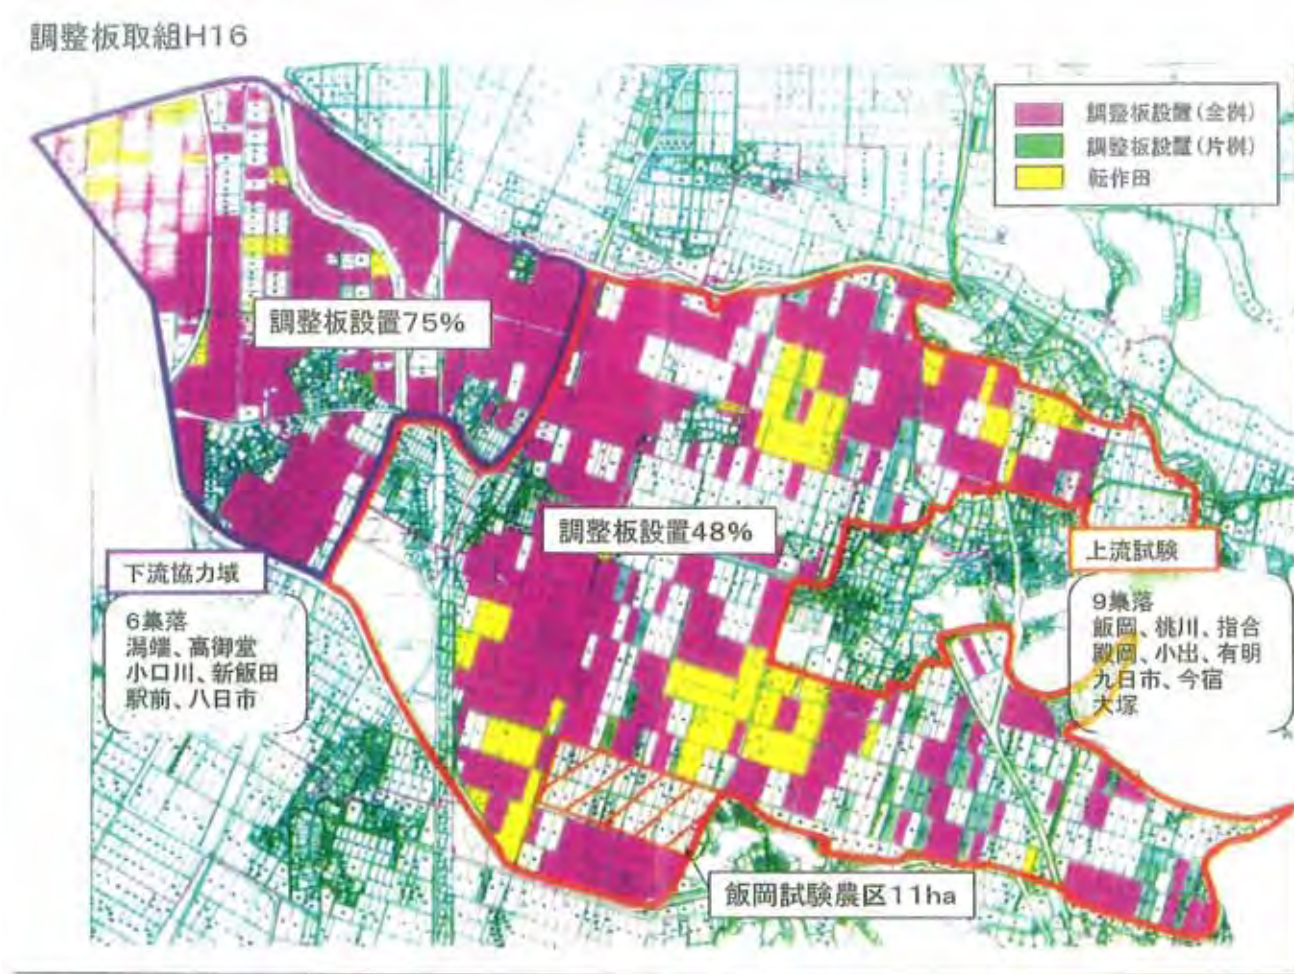 調整板取組H16
調整板設置(全例)
調整板設置(片例)
転作田
調整板設置75%
調整板設置48%
下流協力域
6集落
潟端、高御堂
小口川、新飯田
駅前、八日市
上流試験
9集落
飯岡、桃川、指合
殿岡、小出、有明
九日市、今宿
大塚
飯岡試験農区11ha